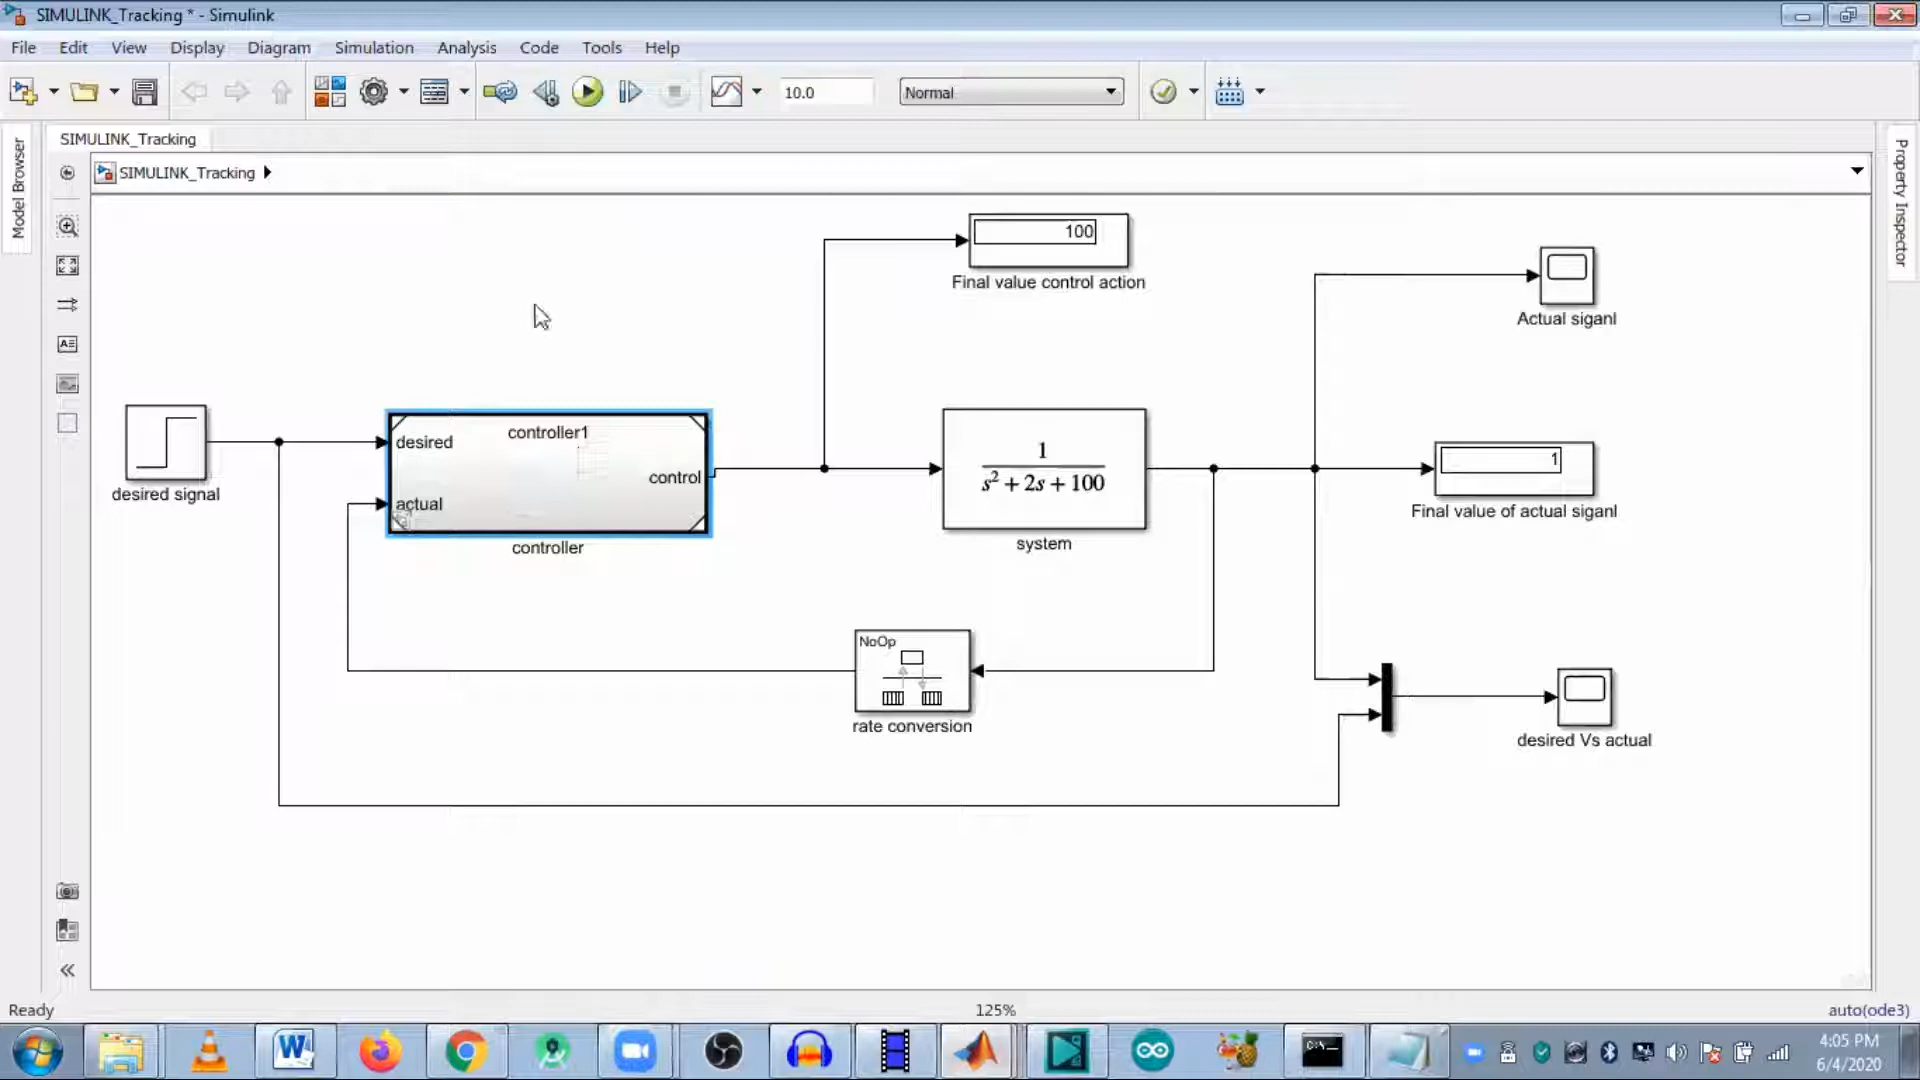 SIMULINK_Tracking * - Simulink
File Edit View Display Diagram Simulation Analysis Code Tools Help
10.0 Normal
SIMULINK_Tracking
SIMULINK_Tracking
Model Browser
Property Inspector
100
Final value control action
Actual siganl
desired signal
desired
controller1
control
actual
controller
1
s² + 2s + 100
system
1
Final value of actual siganl
NoOp
rate conversion
desired Vs actual
Ready 125% auto(ode3)
4:05 PM
6/4/2020